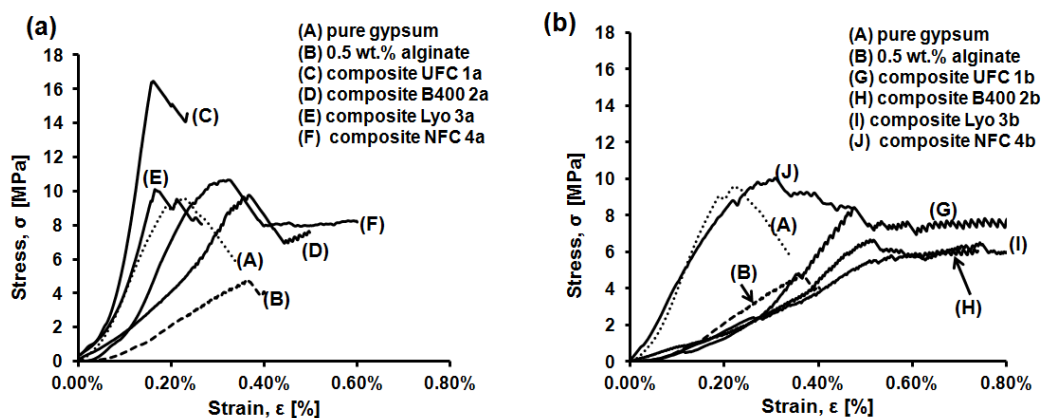 (a)
(A) pure gypsum
(B) 0.5 wt.% alginate
(C) composite UFC 1a
(D) composite B400 2a
(E) composite Lyo 3a
(F) composite NFC 4a
Stress, σ [MPa]
18
16
14
12
10
8
6
4
2
0
(C)
(E)
(F)
(D)
(A)
(B)
0.00% 0.20% 0.40% 0.60% 0.80%
Strain, ε [%]
(b)
(A) pure gypsum
(B) 0.5 wt.% alginate
(G) composite UFC 1b
(H) composite B400 2b
(I) composite Lyo 3b
(J) composite NFC 4b
Stress, σ [MPa]
18
16
14
12
10
8
6
4
2
0
(J)
(G)
(A)
(B)
(I)
(H)
0.00% 0.20% 0.40% 0.60% 0.80%
Strain, ε [%]